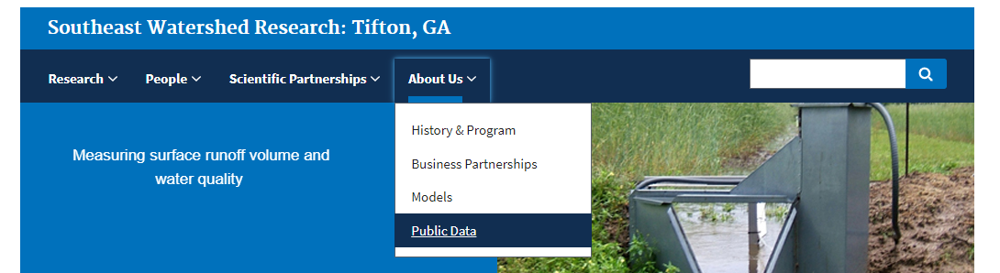 Southeast Watershed Research: Tifton, GA
Research People Scientific Partnerships About Us
History & Program
Business Partnerships
Models
Public Data
Measuring surface runoff volume and
water quality